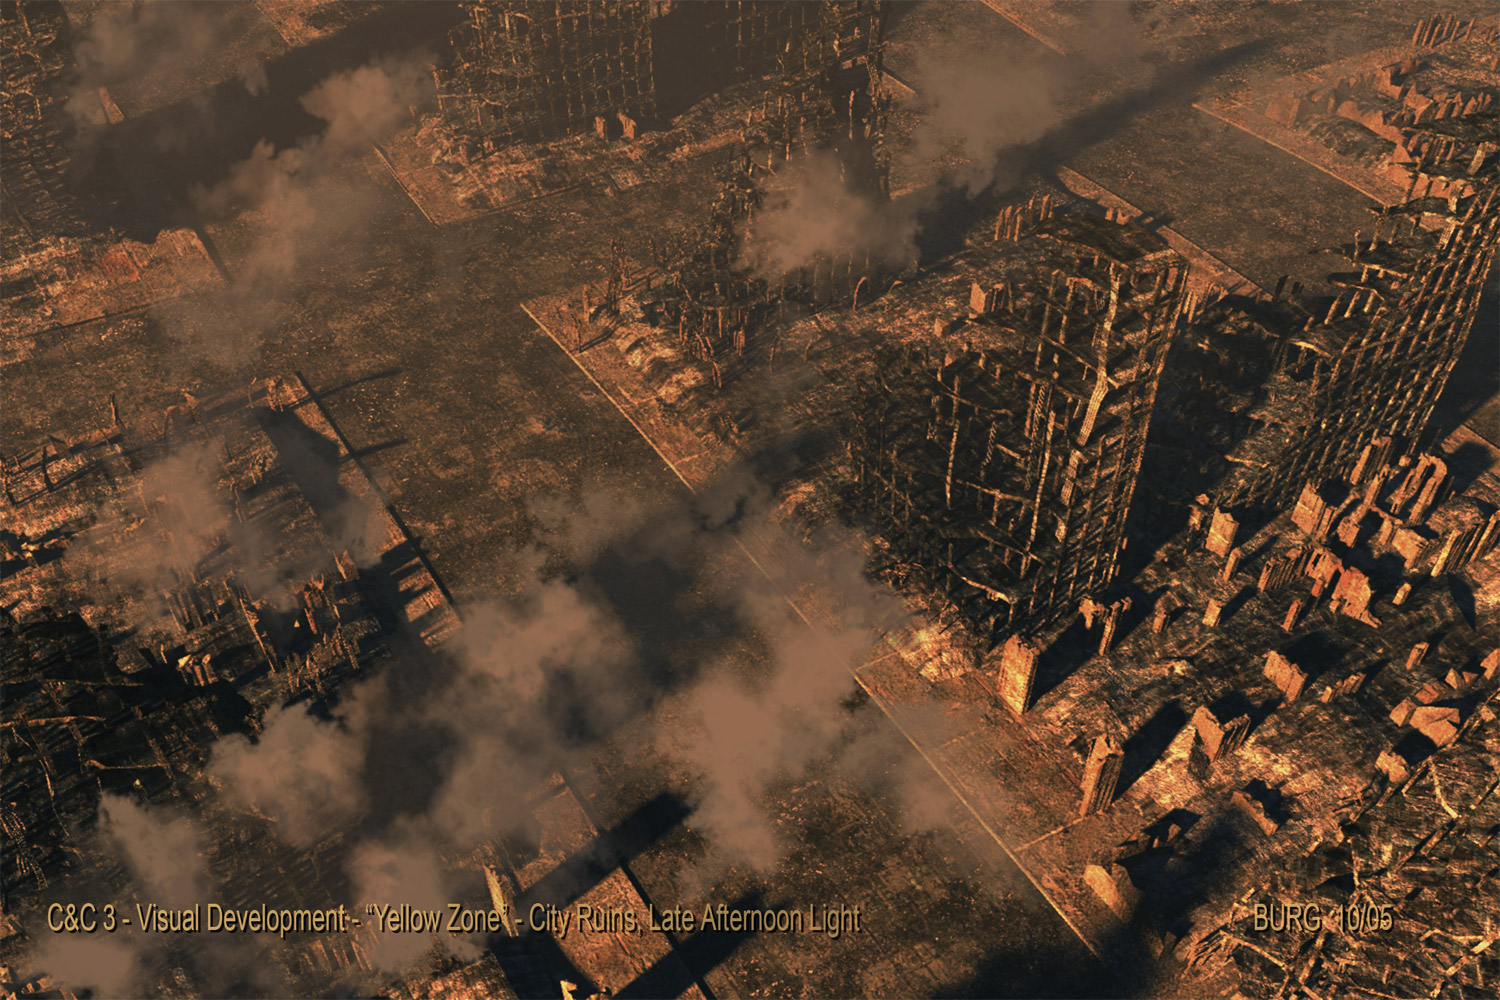 C&C 3 - Visual Development - “Yellow Zone” - City Ruins, Late Afternoon Light
BURG 10/05